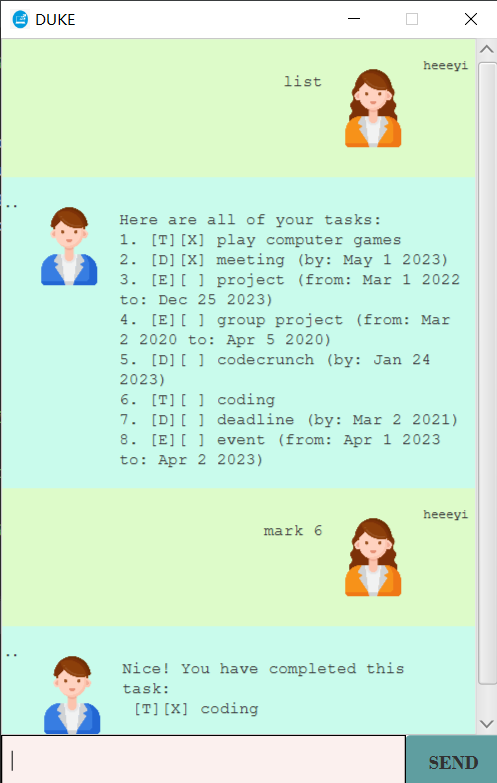 DUKE
heeeyi
list
..
Here are all of your tasks:
1. [T][X] play computer games
2. [D][X] meeting (by: May 1 2023)
3. [E][ ] project (from: Mar 1 2022
to: Dec 25 2023)
4. [E][ ] group project (from: Mar
2 2020 to: Apr 5 2020)
5. [D][ ] codecrunch (by: Jan 24
2023)
6. [T][ ] coding
7. [D][ ] deadline (by: Mar 2 2021)
8. [E][ ] event (from: Apr 1 2023
to: Apr 2 2023)
heeeyi
mark 6
..
Nice! You have completed this
task:
[T][X] coding
SEND